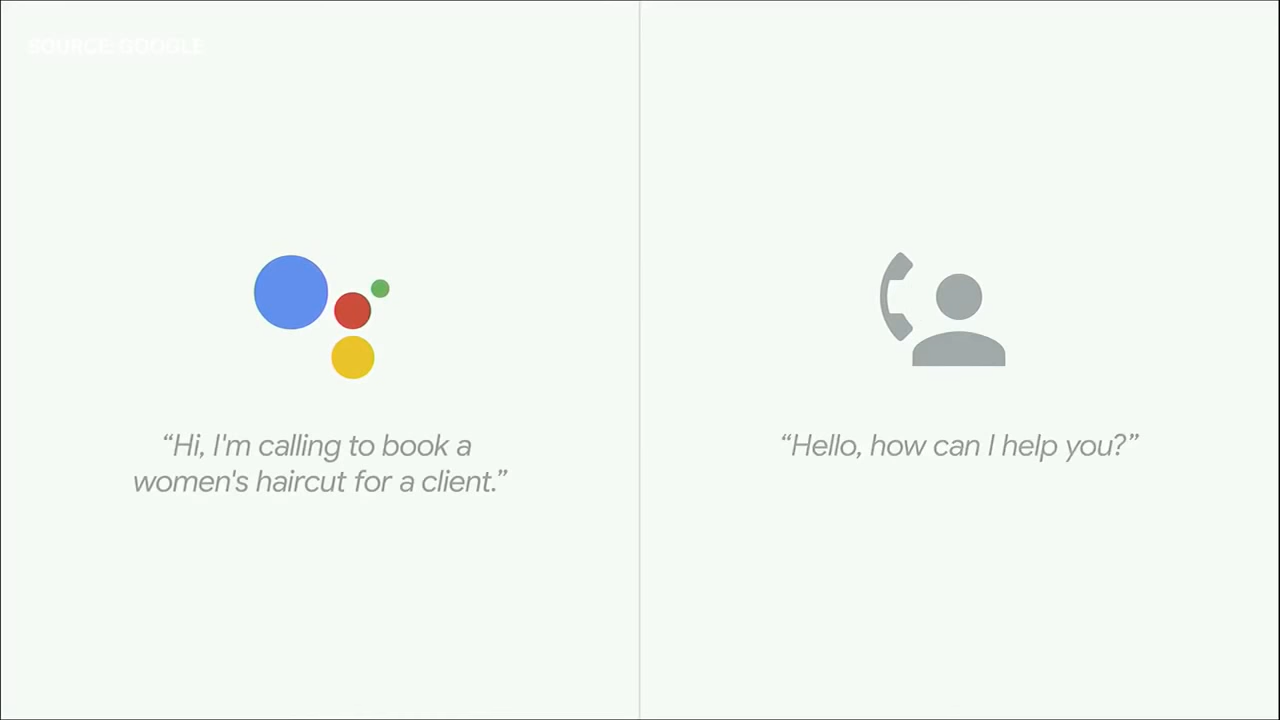 SOURCE: GOOGLE
“Hi, I'm calling to book a
women's haircut for a client.”
“Hello, how can I help you?”